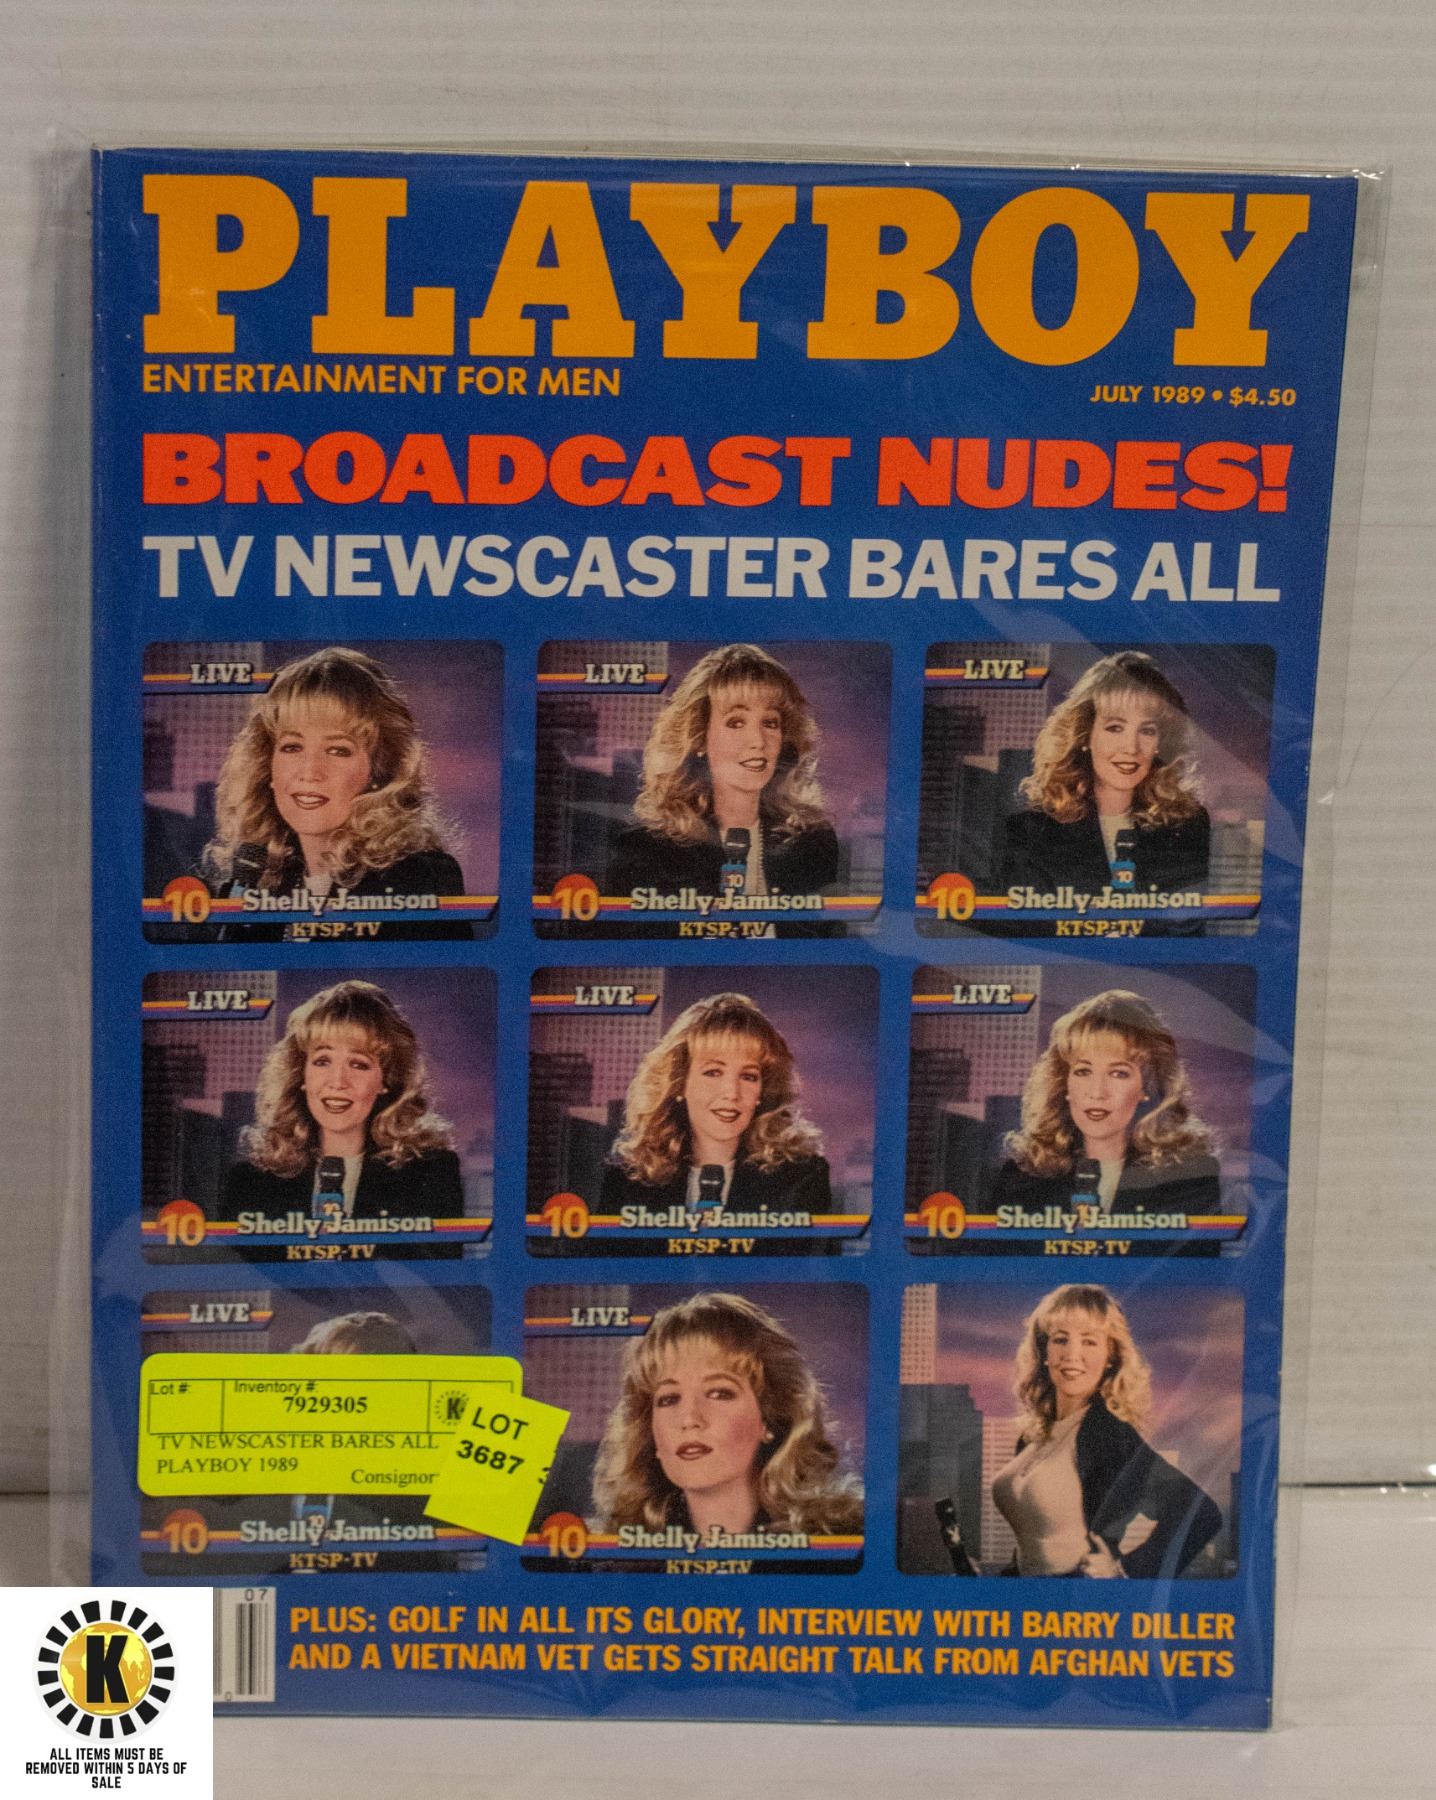 PLAYBOY
ENTERTAINMENT FOR MEN
JULY 1989 • $4.50
BROADCAST NUDES!
TV NEWSCASTER BARES ALL
LIVE
10 Shelly Jamison
KTSP-TV
LIVE
10
10 Shelly Jamison
KTSP-TV
LIVE
10
10 Shelly Jamison
KTSP-TV
LIVE
10 Shelly Jamison
KTSP-TV
LIVE
10 Shelly Jamison
KTSP-TV
LIVE
10 Shelly Jamison
KTSP-TV
LIVE
Lot #:
Inventory #:
7929305
K
TV NEWSCASTER BARES ALL
PLAYBOY 1989
Consignor
LOT
3687
10
10 Shelly Jamison
KTSP-TV
LIVE
10 Shelly Jamison
KTSP-TV
07
0
PLUS: GOLF IN ALL ITS GLORY, INTERVIEW WITH BARRY DILLER
AND A VIETNAM VET GETS STRAIGHT TALK FROM AFGHAN VETS
K
ALL ITEMS MUST BE
REMOVED WITHIN 5 DAYS OF
SALE